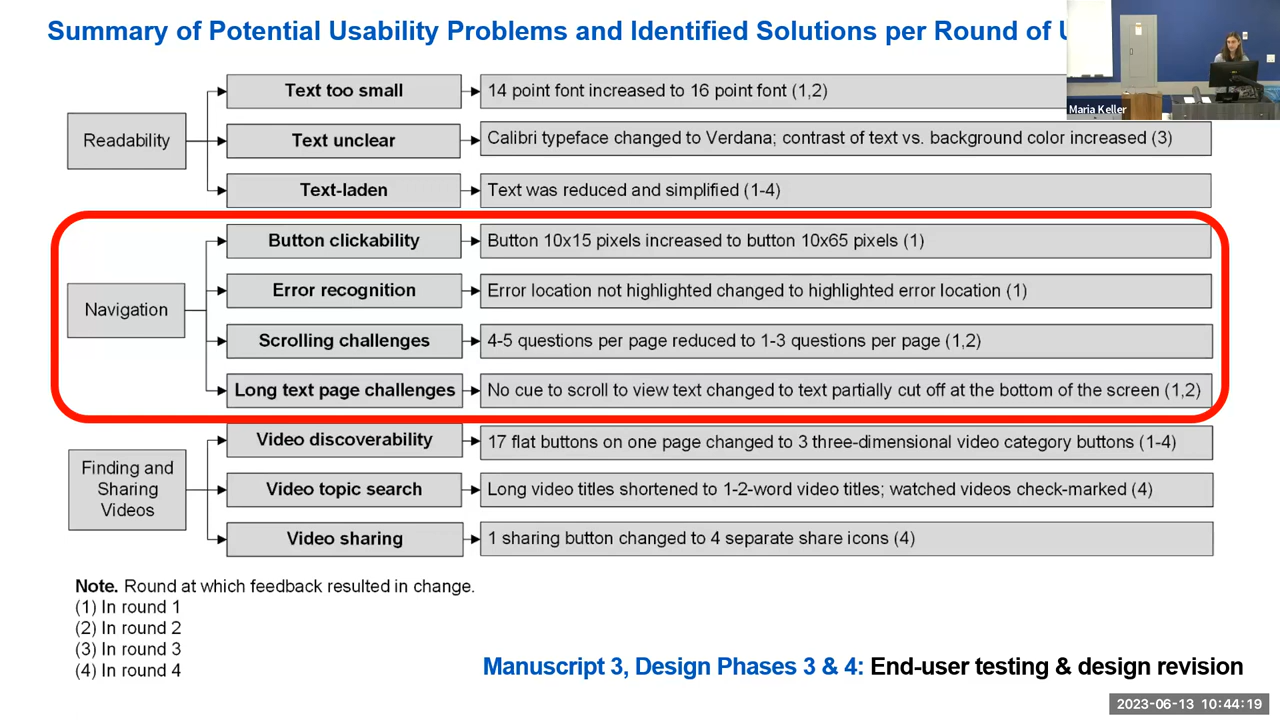 Summary of Potential Usability Problems and Identified Solutions per Round of
Maria Keller
Readability
Text too small
14 point font increased to 16 point font (1,2)
Text unclear
Calibri typeface changed to Verdana; contrast of text vs. background color increased (3)
Text-laden
Text was reduced and simplified (1-4)
Navigation
Button clickability
Button 10x15 pixels increased to button 10x65 pixels (1)
Error recognition
Error location not highlighted changed to highlighted error location (1)
Scrolling challenges
4-5 questions per page reduced to 1-3 questions per page (1,2)
Long text page challenges
No cue to scroll to view text changed to text partially cut off at the bottom of the screen (1,2)
Finding and
Sharing
Videos
Video discoverability
17 flat buttons on one page changed to 3 three-dimensional video category buttons (1-4)
Video topic search
Long video titles shortened to 1-2-word video titles; watched videos check-marked (4)
Video sharing
1 sharing button changed to 4 separate share icons (4)
Note. Round at which feedback resulted in change.
(1) In round 1
(2) In round 2
(3) In round 3
(4) In round 4
Manuscript 3, Design Phases 3 & 4: End-user testing & design revision
2023-06-13 10:44:19